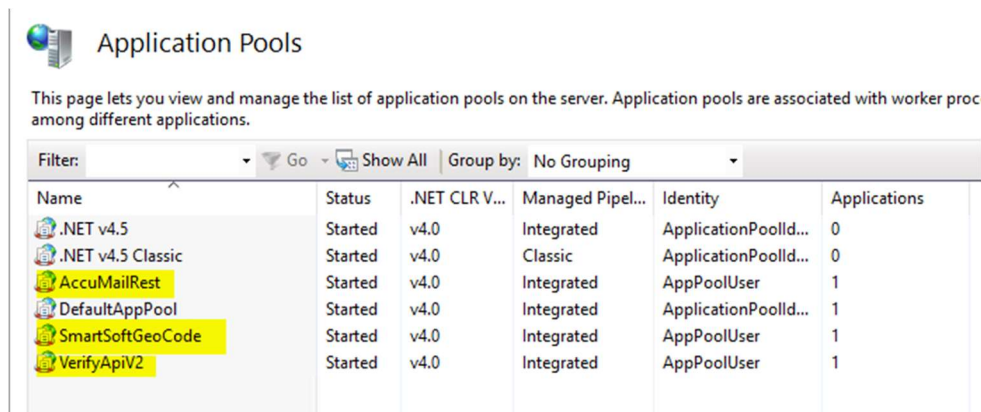 Application Pools
This page lets you view and manage the list of application pools on the server. Application pools are associated with worker proc
among different applications.
Filter: Go Show All Group by: No Grouping
Name Status .NET CLR V... Managed Pipel... Identity Applications
.NET v4.5 Started v4.0 Integrated ApplicationPoolId... 0
.NET v4.5 Classic Started v4.0 Classic ApplicationPoolId... 0
AccuMailRest Started v4.0 Integrated AppPoolUser 1
DefaultAppPool Started v4.0 Integrated ApplicationPoolId... 1
SmartSoftGeoCode Started v4.0 Integrated AppPoolUser 1
VerifyApiV2 Started v4.0 Integrated AppPoolUser 1